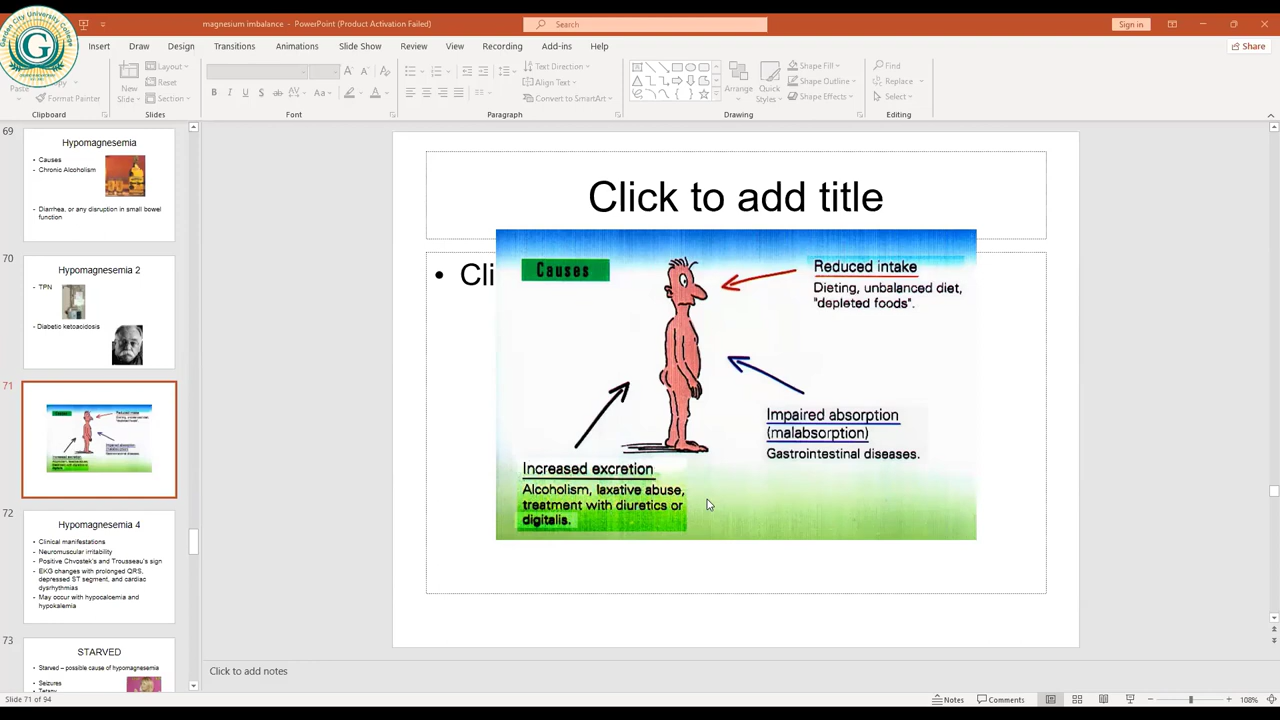 magnesium imbalance - PowerPoint (Product Activation Failed)
Search
Sign in
Garden City University College
G
Insert
Draw
Design
Transitions
Animations
Slide Show
Review
View
Recording
Add-ins
Help
Share
Paste
Format Painter
Clipboard
New
Slide
Layout
Reset
Section
Slides
Font
Text Direction
Align Text
Convert to SmartArt
Paragraph
Arrange
Quick
Styles
Shape Fill
Shape Outline
Shape Effects
Drawing
Find
Replace
Select
Editing
69
Hypomagnesemia
- Causes
- Chronic Alcoholism
- Diarrhea, or any disruption in small bowel
function
70
Hypomagnesemia 2
- TPN
- Diabetic ketoacidosis
71
72
Hypomagnesemia 4
- Clinical manifestations
- Neuromuscular irritability
- Positive Chvostek's and Trousseau's sign
- EKG changes with prolonged QRS,
depressed ST segment, and cardiac
dysrhythmias
- May occur with hypocalcemia and
hypokalemia
73
STARVED
- Starved – possible cause of hypomagnesemia
- Seizures
- Tetany
Click to add title
• Cli
Causes
Reduced intake
Dieting, unbalanced diet,
"depleted foods".
Impaired absorption
(malabsorption)
Gastrointestinal diseases.
Increased excretion
Alcoholism, laxative abuse,
treatment with diuretics or
digitalis.
Click to add notes
Slide 71 of 94
Notes
Comments
108%